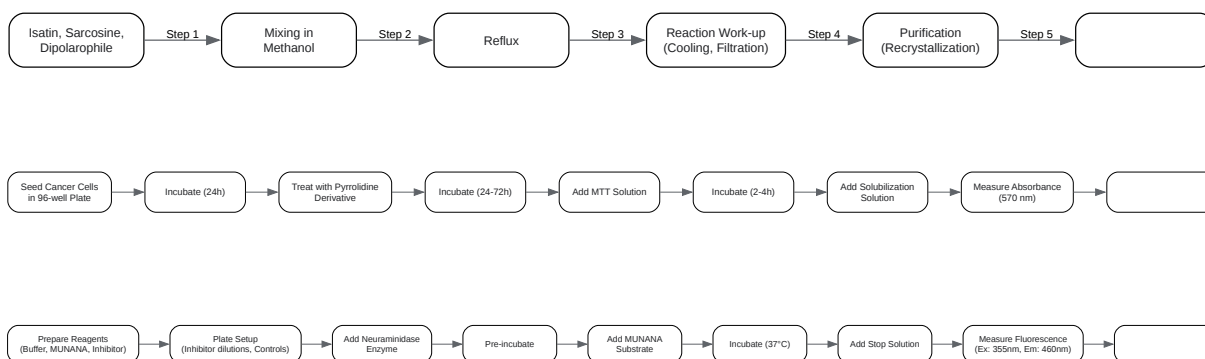 Isatin, Sarcosine,
Dipolarophile
Step 1
Mixing in
Methanol
Step 2
Reflux
Step 3
Reaction Work-up
(Cooling, Filtration)
Step 4
Purification
(Recrystallization)
Step 5
Seed Cancer Cells
in 96-well Plate
Incubate (24h)
Treat with Pyrrolidine
Derivative
Incubate (24-72h)
Add MTT Solution
Incubate (2-4h)
Add Solubilization
Solution
Measure Absorbance
(570 nm)
Prepare Reagents
(Buffer, MUNANA, Inhibitor)
Plate Setup
(Inhibitor dilutions, Controls)
Add Neuraminidase
Enzyme
Pre-incubate
Add MUNANA
Substrate
Incubate (37°C)
Add Stop Solution
Measure Fluorescence
(Ex: 355nm, Em: 460nm)